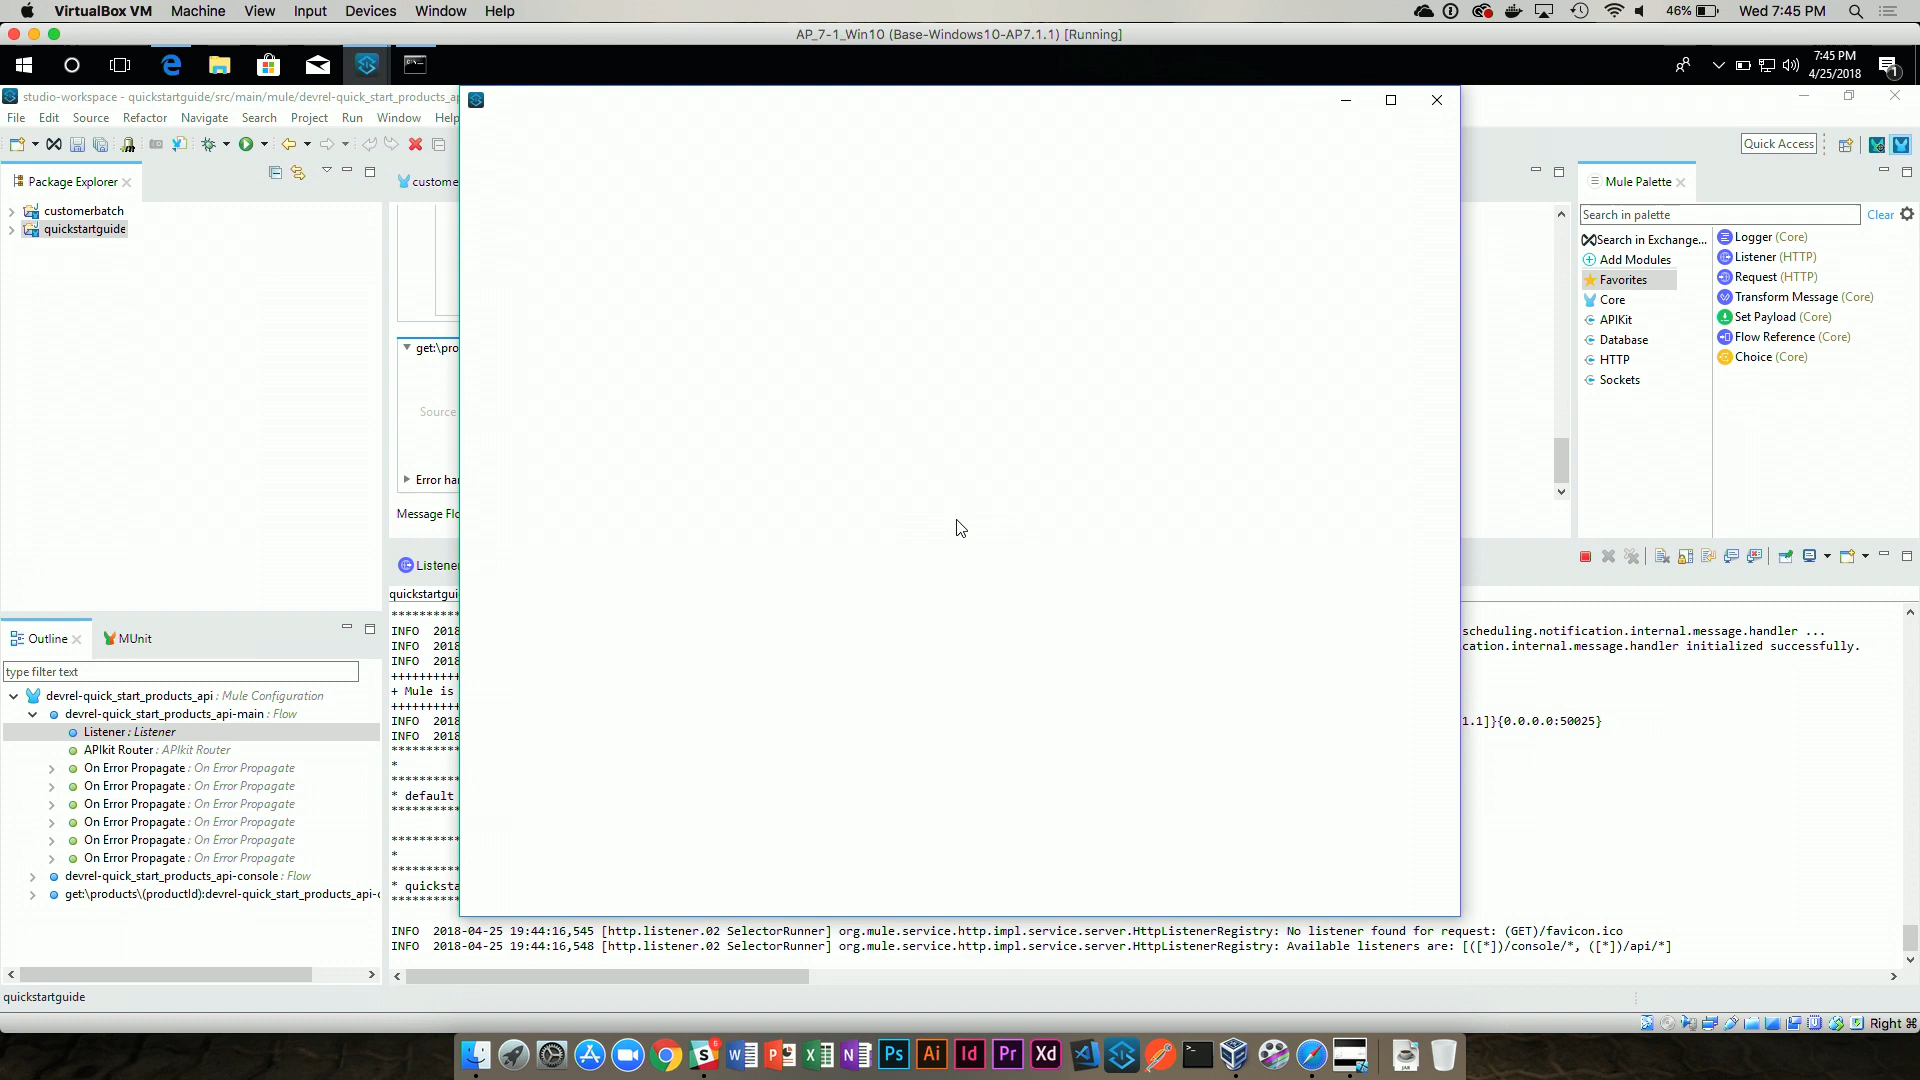 VirtualBox VM Machine View Input Devices Window Help 46% Wed 7:45 PM
AP_7-1_Win10 (Base-Windows10-AP7.1.1) [Running]
7:45 PM
4/25/2018
1
studio-workspace - quickstartguide/src/main/mule/devrel-quick_start_products_a
File Edit Source Refactor Navigate Search Project Run Window Help
Quick Access
Package Explorer
custome
Mule Palette
customerbatch
quickstartguide
Search in palette
Clear
Search in Exchange...
Add Modules
Favorites
Core
APIKit
Database
HTTP
Sockets
Logger (Core)
Listener (HTTP)
Request (HTTP)
Transform Message (Core)
Set Payload (Core)
Flow Reference (Core)
Choice (Core)
get:\pro
Source
Error ha
Message Flo
Listene
quickstartgui
Outline
MUnit
type filter text
devrel-quick_start_products_api : Mule Configuration
devrel-quick_start_products_api-main : Flow
Listener : Listener
APIkit Router : APIkit Router
On Error Propagate : On Error Propagate
On Error Propagate : On Error Propagate
On Error Propagate : On Error Propagate
On Error Propagate : On Error Propagate
On Error Propagate : On Error Propagate
On Error Propagate : On Error Propagate
devrel-quick_start_products_api-console : Flow
get:\products\(productId):devrel-quick_start_products_api-
**********
INFO 2018 scheduling.notification.internal.message.handler ...
INFO 2018 cation.internal.message.handler initialized successfully.
INFO 2018
++++++++++
+ Mule is
++++++++++
INFO 2018 1.1]}{0.0.0.0:50025}
INFO 2018
**********
*
**********
* default
**********
**********
*
**********
* quicksta
**********
INFO 2018-04-25 19:44:16,545 [http.listener.02 SelectorRunner] org.mule.service.http.impl.service.server.HttpListenerRegistry: No listener found for request: (GET)/favicon.ico
INFO 2018-04-25 19:44:16,548 [http.listener.02 SelectorRunner] org.mule.service.http.impl.service.server.HttpListenerRegistry: Available listeners are: [([*])/console/*, ([*])/api/*]
quickstartguide
Right ⌘
S 6 W P X N Ps Ai Id Pr Xd
JAR